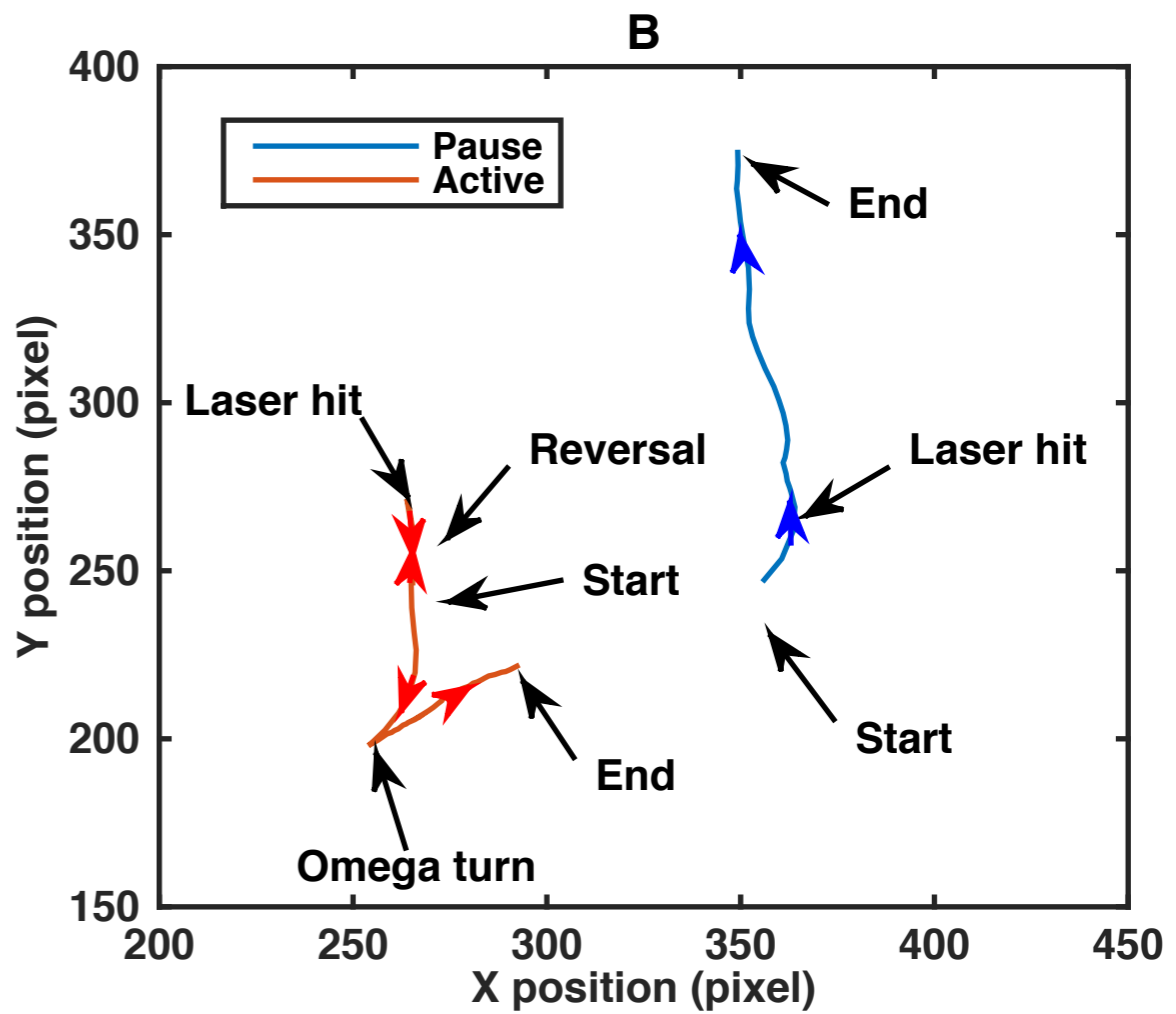 B
400
350
300
250
200
150
Y position (pixel)
Pause
Active
End
Laser hit
Reversal
Laser hit
Start
Start
End
Omega turn
200
250
300
350
400
450
X position (pixel)